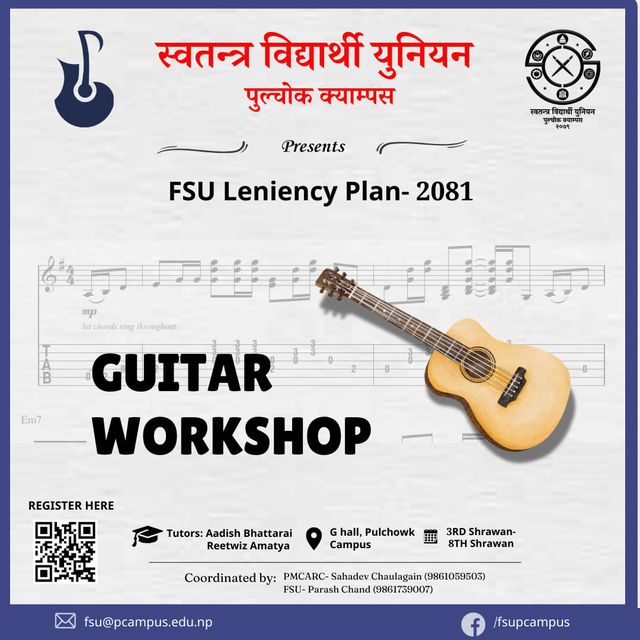 स्वतन्त्र विद्यार्थी युनियन
पुल्चोक क्याम्पस
स्वतन्त्र विद्यार्थी युनियन
पुल्चोक क्याम्पस
२०७९
Presents
FSU Leniency Plan- 2081
mp
let chords ring throughout
T
A
B
GUITAR
WORKSHOP
Em7
REGISTER HERE
Tutors: Aadish Bhattarai
Reetwiz Amatya
G hall, Pulchowk
Campus
3RD Shrawan-
8TH Shrawan
Coordinated by:
PMCARC- Sahadev Chaulagain (9861059503)
FSU- Parash Chand (9861739007)
fsu@pcampus.edu.np
/fsupcampus